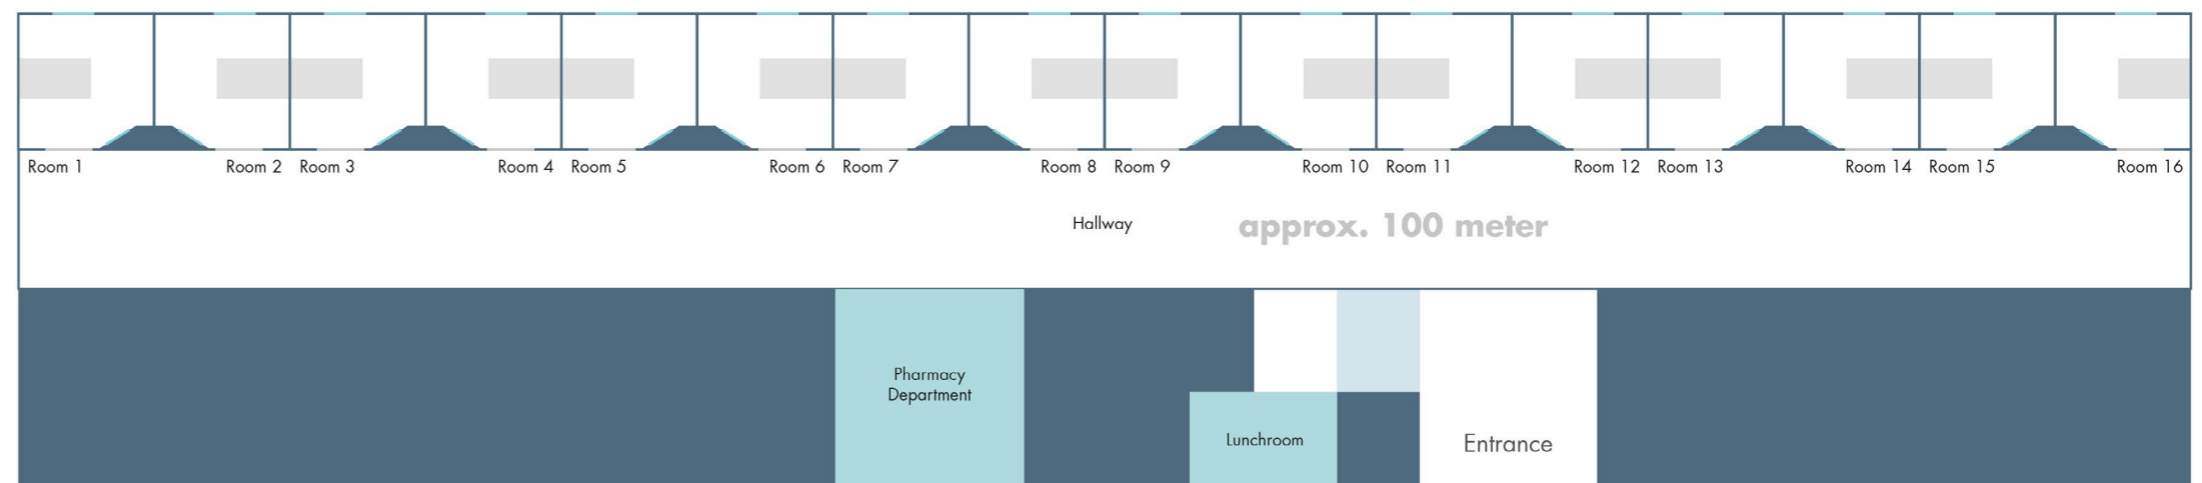 Room 1
Room 2
Room 3
Room 4
Room 5
Room 6
Room 7
Room 8
Room 9
Room 10
Room 11
Room 12
Room 13
Room 14
Room 15
Room 16
Hallway
approx. 100 meter
Pharmacy
Department
Lunchroom
Entrance